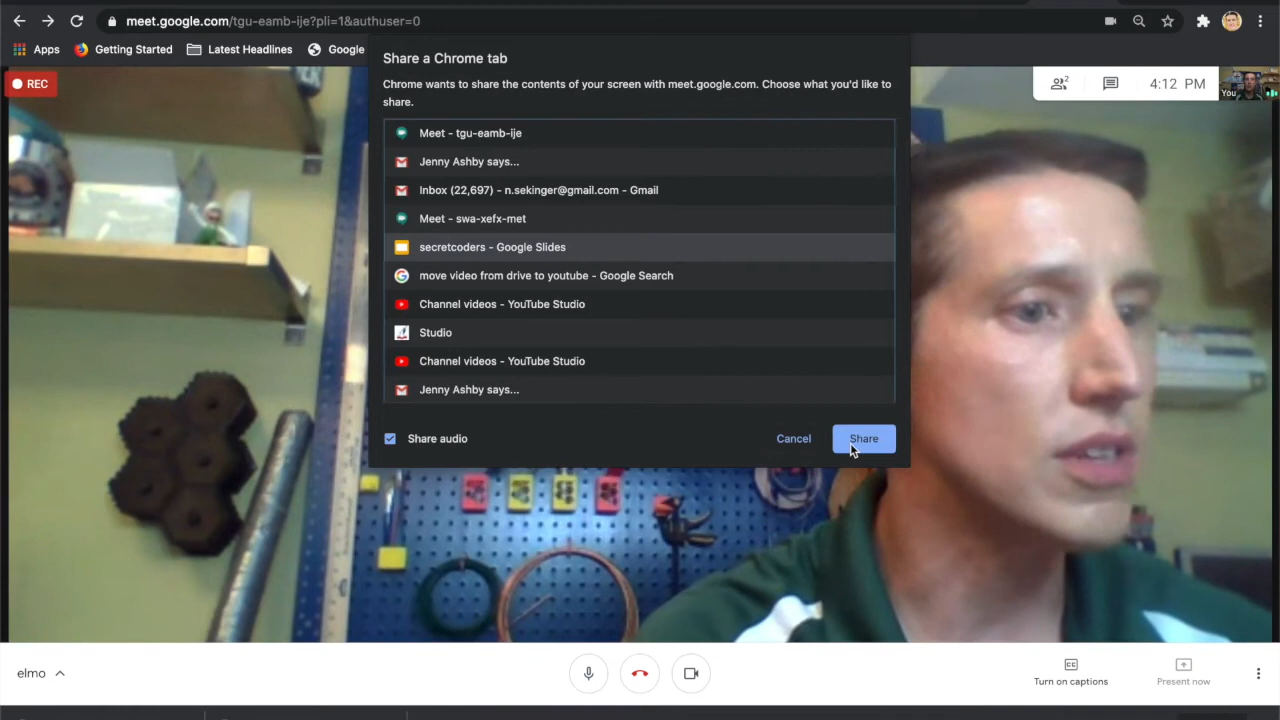 meet.google.com/tgu-eamb-ije?pli=1&authuser=0
Apps Getting Started Latest Headlines Google
Share a Chrome tab
Chrome wants to share the contents of your screen with meet.google.com. Choose what you'd like to
share.
REC
2 4:12 PM You
Meet - tgu-eamb-ije
Jenny Ashby says...
Inbox (22,697) - n.sekinger@gmail.com - Gmail
Meet - swa-xefx-met
secretcoders - Google Slides
move video from drive to youtube - Google Search
Channel videos - YouTube Studio
Studio
Channel videos - YouTube Studio
Jenny Ashby says...
Share audio Cancel Share
elmo
CC
Turn on captions Present now